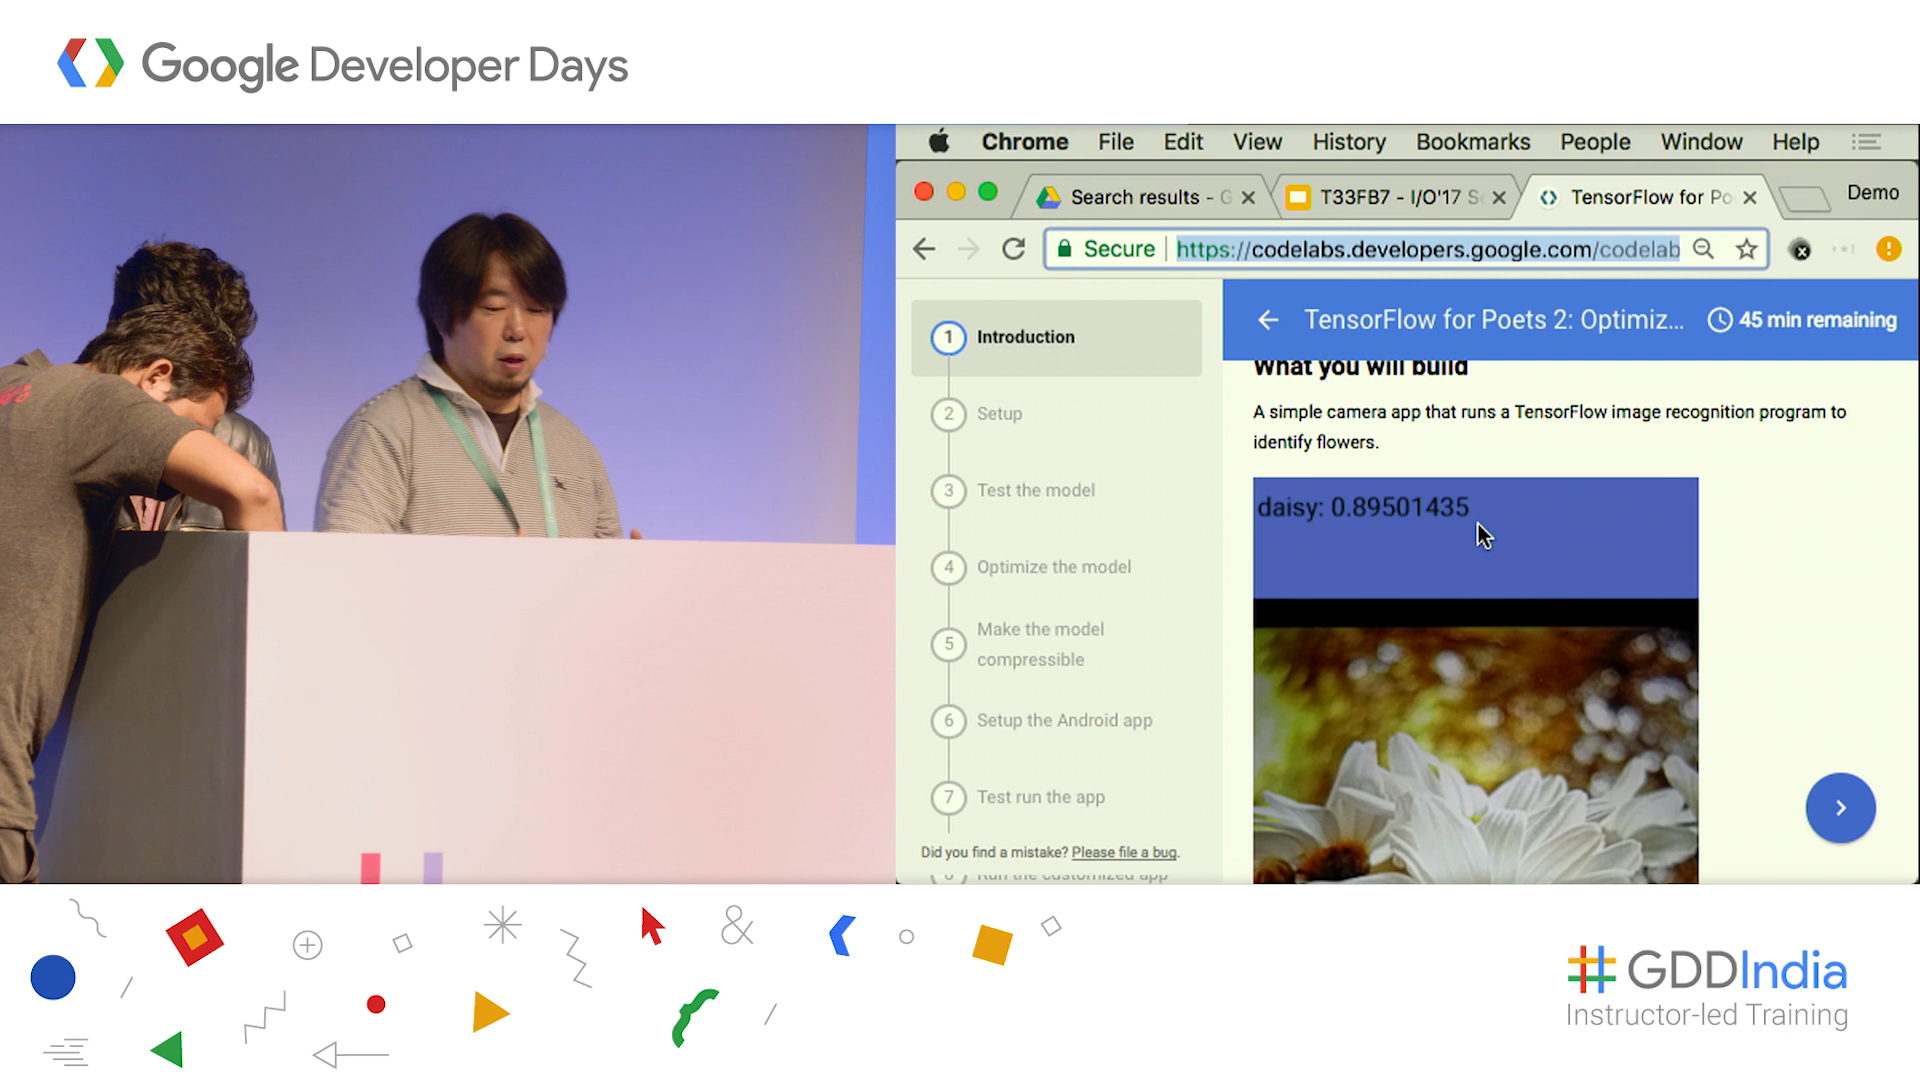 Google Developer Days
Chrome File Edit View History Bookmarks People Window Help
Search results - G
T33FB7 - I/O'17 S
TensorFlow for Po
Demo
Secure https://codelabs.developers.google.com/codelab
1 Introduction
2 Setup
3 Test the model
4 Optimize the model
5 Make the model
compressible
6 Setup the Android app
7 Test run the app
Did you find a mistake? Please file a bug.
Run the customized app
TensorFlow for Poets 2: Optimiz... 45 min remaining
What you will build
A simple camera app that runs a TensorFlow image recognition program to
identify flowers.
daisy: 0.89501435
&
#GDDIndia
Instructor-led Training